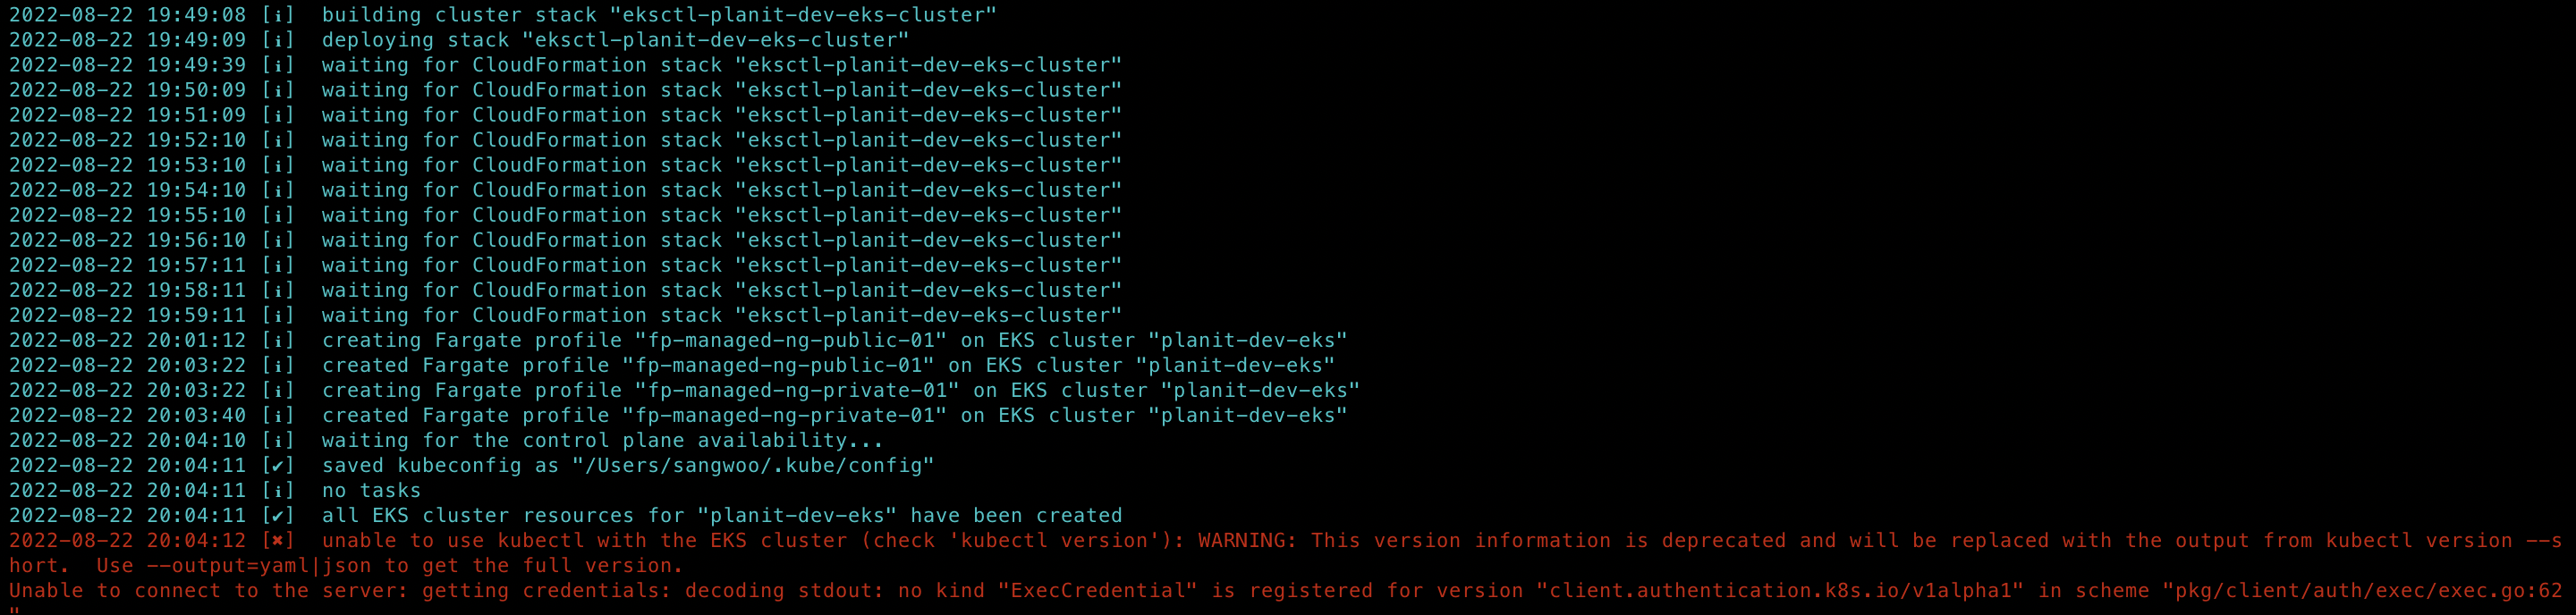 2022-08-22 19:49:08 [ℹ]  building cluster stack "eksctl-planit-dev-eks-cluster"
2022-08-22 19:49:09 [ℹ]  deploying stack "eksctl-planit-dev-eks-cluster"
2022-08-22 19:49:39 [ℹ]  waiting for CloudFormation stack "eksctl-planit-dev-eks-cluster"
2022-08-22 19:50:09 [ℹ]  waiting for CloudFormation stack "eksctl-planit-dev-eks-cluster"
2022-08-22 19:51:09 [ℹ]  waiting for CloudFormation stack "eksctl-planit-dev-eks-cluster"
2022-08-22 19:52:10 [ℹ]  waiting for CloudFormation stack "eksctl-planit-dev-eks-cluster"
2022-08-22 19:53:10 [ℹ]  waiting for CloudFormation stack "eksctl-planit-dev-eks-cluster"
2022-08-22 19:54:10 [ℹ]  waiting for CloudFormation stack "eksctl-planit-dev-eks-cluster"
2022-08-22 19:55:10 [ℹ]  waiting for CloudFormation stack "eksctl-planit-dev-eks-cluster"
2022-08-22 19:56:10 [ℹ]  waiting for CloudFormation stack "eksctl-planit-dev-eks-cluster"
2022-08-22 19:57:11 [ℹ]  waiting for CloudFormation stack "eksctl-planit-dev-eks-cluster"
2022-08-22 19:58:11 [ℹ]  waiting for CloudFormation stack "eksctl-planit-dev-eks-cluster"
2022-08-22 19:59:11 [ℹ]  waiting for CloudFormation stack "eksctl-planit-dev-eks-cluster"
2022-08-22 20:01:12 [ℹ]  creating Fargate profile "fp-managed-ng-public-01" on EKS cluster "planit-dev-eks"
2022-08-22 20:03:22 [ℹ]  created Fargate profile "fp-managed-ng-public-01" on EKS cluster "planit-dev-eks"
2022-08-22 20:03:22 [ℹ]  creating Fargate profile "fp-managed-ng-private-01" on EKS cluster "planit-dev-eks"
2022-08-22 20:03:40 [ℹ]  created Fargate profile "fp-managed-ng-private-01" on EKS cluster "planit-dev-eks"
2022-08-22 20:04:10 [ℹ]  waiting for the control plane availability...
2022-08-22 20:04:11 [✔]  saved kubeconfig as "/Users/sangwoo/.kube/config"
2022-08-22 20:04:11 [ℹ]  no tasks
2022-08-22 20:04:11 [✔]  all EKS cluster resources for "planit-dev-eks" have been created
2022-08-22 20:04:12 [✖]  unable to use kubectl with the EKS cluster (check 'kubectl version'): WARNING: This version information is deprecated and will be replaced with the output from kubectl version --s
hort.  Use --output=yaml|json to get the full version.
Unable to connect to the server: getting credentials: decoding stdout: no kind "ExecCredential" is registered for version "client.authentication.k8s.io/v1alpha1" in scheme "pkg/client/auth/exec/exec.go:62
"